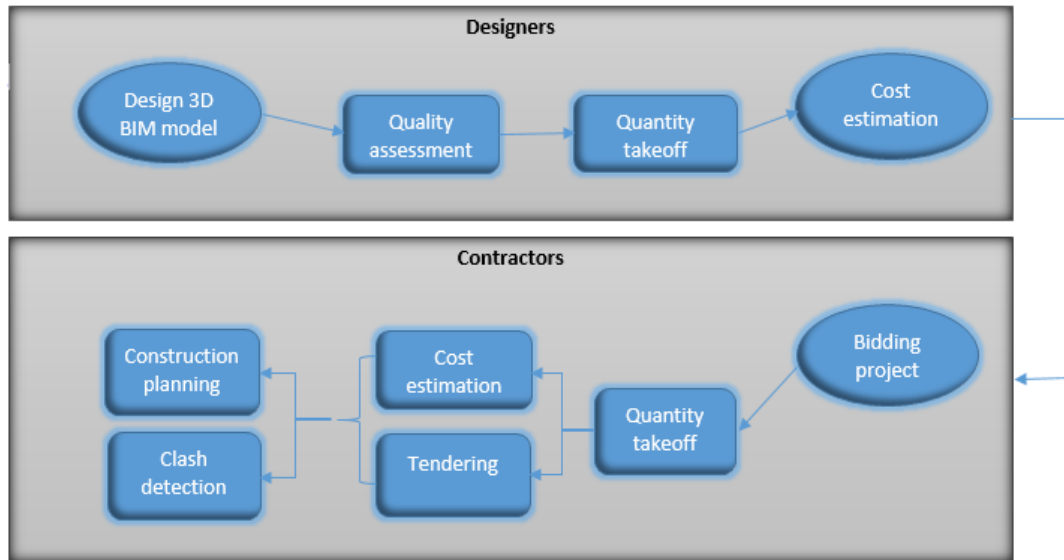 Designers
Design 3D
BIM model
Quality
assessment
Quantity
takeoff
Cost
estimation
Contractors
Construction
planning
Clash
detection
Cost
estimation
Tendering
Quantity
takeoff
Bidding
project